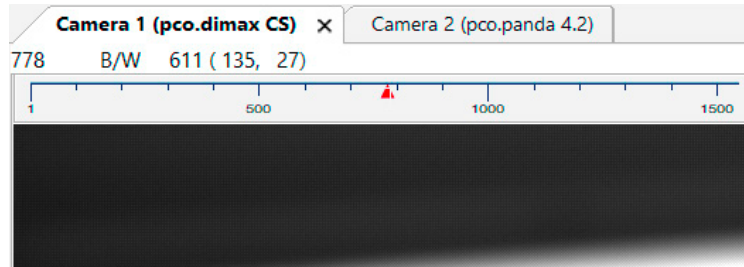 Camera 1 (pco.dimax CS) X Camera 2 (pco.panda 4.2)
778 B/W 611 ( 135, 27)
1 500 1000 1500